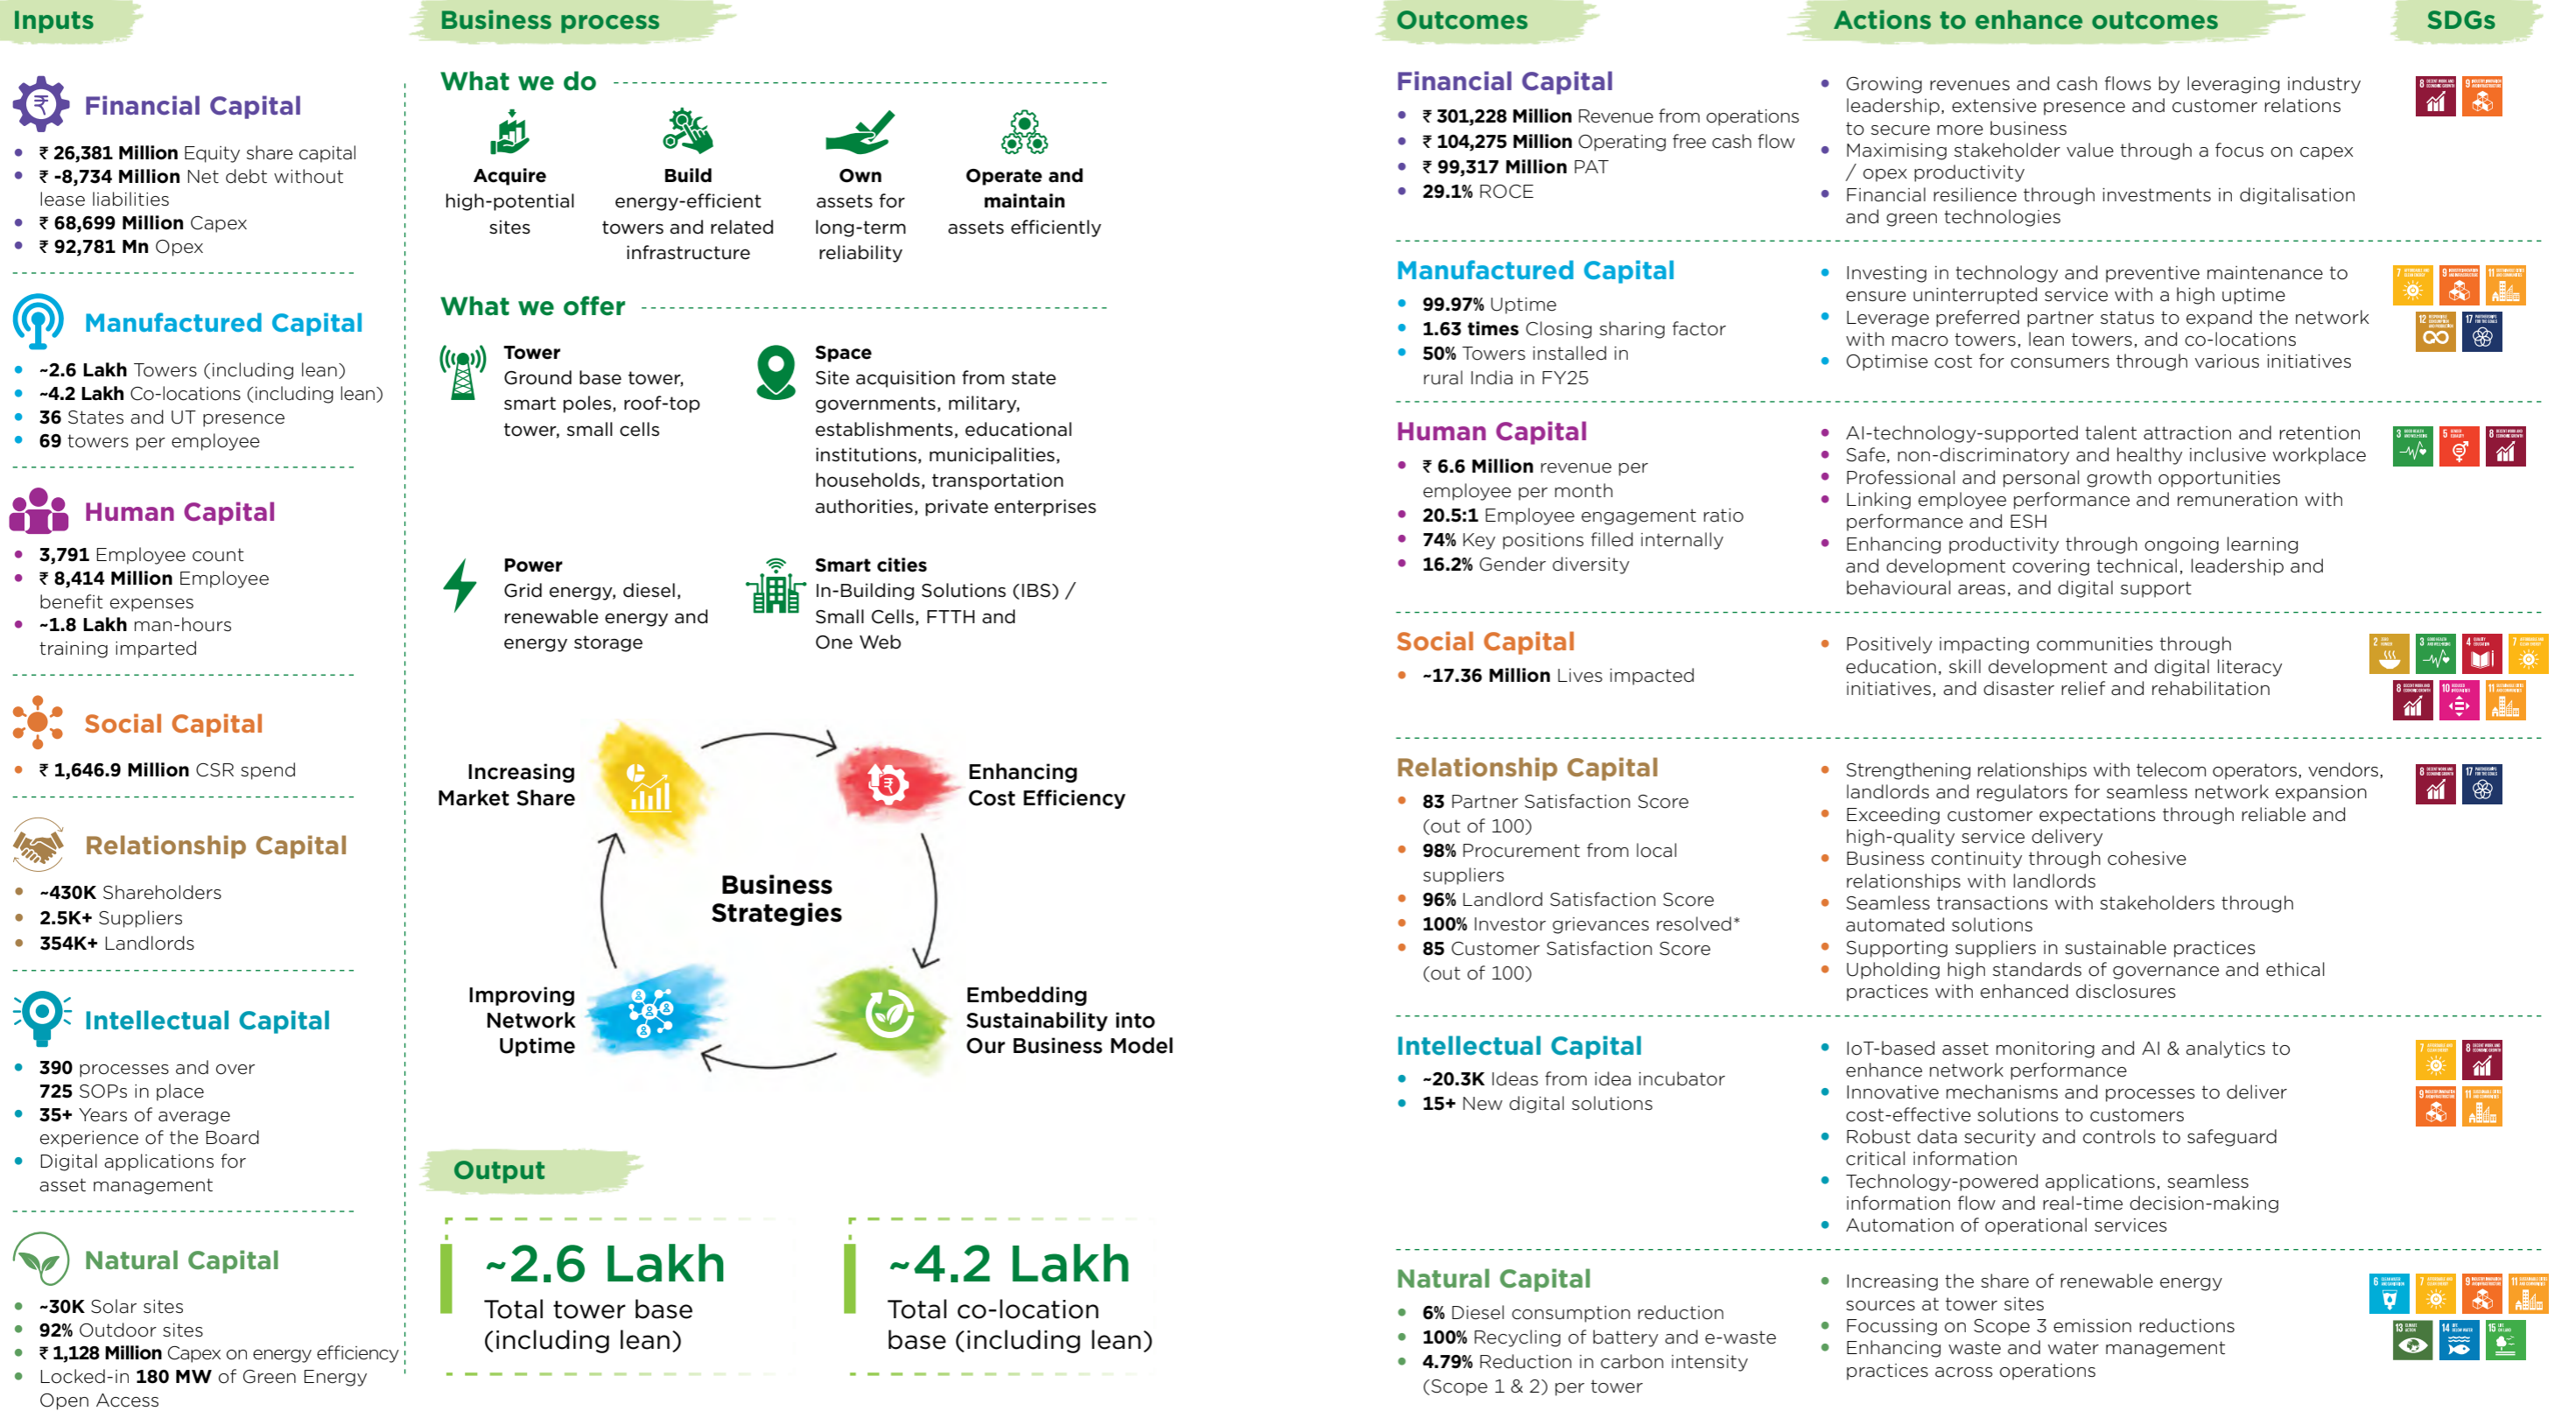 Inputs
Financial Capital
• ₹ 26,381 Million Equity share capital
• ₹ -8,734 Million Net debt without
lease liabilities
• ₹ 68,699 Million Capex
• ₹ 92,781 Mn Opex
Manufactured Capital
• ~2.6 Lakh Towers (including lean)
• ~4.2 Lakh Co-locations (including lean)
• 36 States and UT presence
• 69 towers per employee
Human Capital
• 3,791 Employee count
• ₹ 8,414 Million Employee
benefit expenses
• ~1.8 Lakh man-hours
training imparted
Social Capital
• ₹ 1,646.9 Million CSR spend
Relationship Capital
• ~430K Shareholders
• 2.5K+ Suppliers
• 354K+ Landlords
Intellectual Capital
• 390 processes and over
725 SOPs in place
• 35+ Years of average
experience of the Board
• Digital applications for
asset management
Natural Capital
• ~30K Solar sites
• 92% Outdoor sites
• ₹ 1,128 Million Capex on energy efficiency
• Locked-in 180 MW of Green Energy
Open Access
Business process
What we do
Acquire
high-potential
sites
Build
energy-efficient
towers and related
infrastructure
Own
assets for
long-term
reliability
Operate and
maintain
assets efficiently
What we offer
Tower
Ground base tower,
smart poles, roof-top
tower, small cells
Space
Site acquisition from state
governments, military,
establishments, educational
institutions, municipalities,
households, transportation
authorities, private enterprises
Power
Grid energy, diesel,
renewable energy and
energy storage
Smart cities
In-Building Solutions (IBS) /
Small Cells, FTTH and
One Web
Increasing
Market Share
Enhancing
Cost Efficiency
Business
Strategies
Improving
Network
Uptime
Embedding
Sustainability into
Our Business Model
Output
~2.6 Lakh
Total tower base
(including lean)
~4.2 Lakh
Total co-location
base (including lean)
Outcomes
Actions to enhance outcomes
SDGs
Financial Capital
• ₹ 301,228 Million Revenue from operations
• ₹ 104,275 Million Operating free cash flow
• ₹ 99,317 Million PAT
• 29.1% ROCE
• Growing revenues and cash flows by leveraging industry
leadership, extensive presence and customer relations
to secure more business
• Maximising stakeholder value through a focus on capex
/ opex productivity
• Financial resilience through investments in digitalisation
and green technologies
8
9
Manufactured Capital
• 99.97% Uptime
• 1.63 times Closing sharing factor
• 50% Towers installed in
rural India in FY25
• Investing in technology and preventive maintenance to
ensure uninterrupted service with a high uptime
• Leverage preferred partner status to expand the network
with macro towers, lean towers, and co-locations
• Optimise cost for consumers through various initiatives
7
9
11
12
17
Human Capital
• ₹ 6.6 Million revenue per
employee per month
• 20.5:1 Employee engagement ratio
• 74% Key positions filled internally
• 16.2% Gender diversity
• AI-technology-supported talent attraction and retention
• Safe, non-discriminatory and healthy inclusive workplace
• Professional and personal growth opportunities
• Linking employee performance and remuneration with
performance and ESH
• Enhancing productivity through ongoing learning
and development covering technical, leadership and
behavioural areas, and digital support
3
5
8
Social Capital
• ~17.36 Million Lives impacted
• Positively impacting communities through
education, skill development and digital literacy
initiatives, and disaster relief and rehabilitation
2
3
4
7
8
10
11
Relationship Capital
• 83 Partner Satisfaction Score
(out of 100)
• 98% Procurement from local
suppliers
• 96% Landlord Satisfaction Score
• 100% Investor grievances resolved*
• 85 Customer Satisfaction Score
(out of 100)
• Strengthening relationships with telecom operators, vendors,
landlords and regulators for seamless network expansion
• Exceeding customer expectations through reliable and
high-quality service delivery
• Business continuity through cohesive
relationships with landlords
• Seamless transactions with stakeholders through
automated solutions
• Supporting suppliers in sustainable practices
• Upholding high standards of governance and ethical
practices with enhanced disclosures
8
17
Intellectual Capital
• ~20.3K Ideas from idea incubator
• 15+ New digital solutions
• IoT-based asset monitoring and AI & analytics to
enhance network performance
• Innovative mechanisms and processes to deliver
cost-effective solutions to customers
• Robust data security and controls to safeguard
critical information
• Technology-powered applications, seamless
information flow and real-time decision-making
• Automation of operational services
7
8
9
11
Natural Capital
• 6% Diesel consumption reduction
• 100% Recycling of battery and e-waste
• 4.79% Reduction in carbon intensity
(Scope 1 & 2) per tower
• Increasing the share of renewable energy
sources at tower sites
• Focussing on Scope 3 emission reductions
• Enhancing waste and water management
practices across operations
6
7
9
11
13
14
15